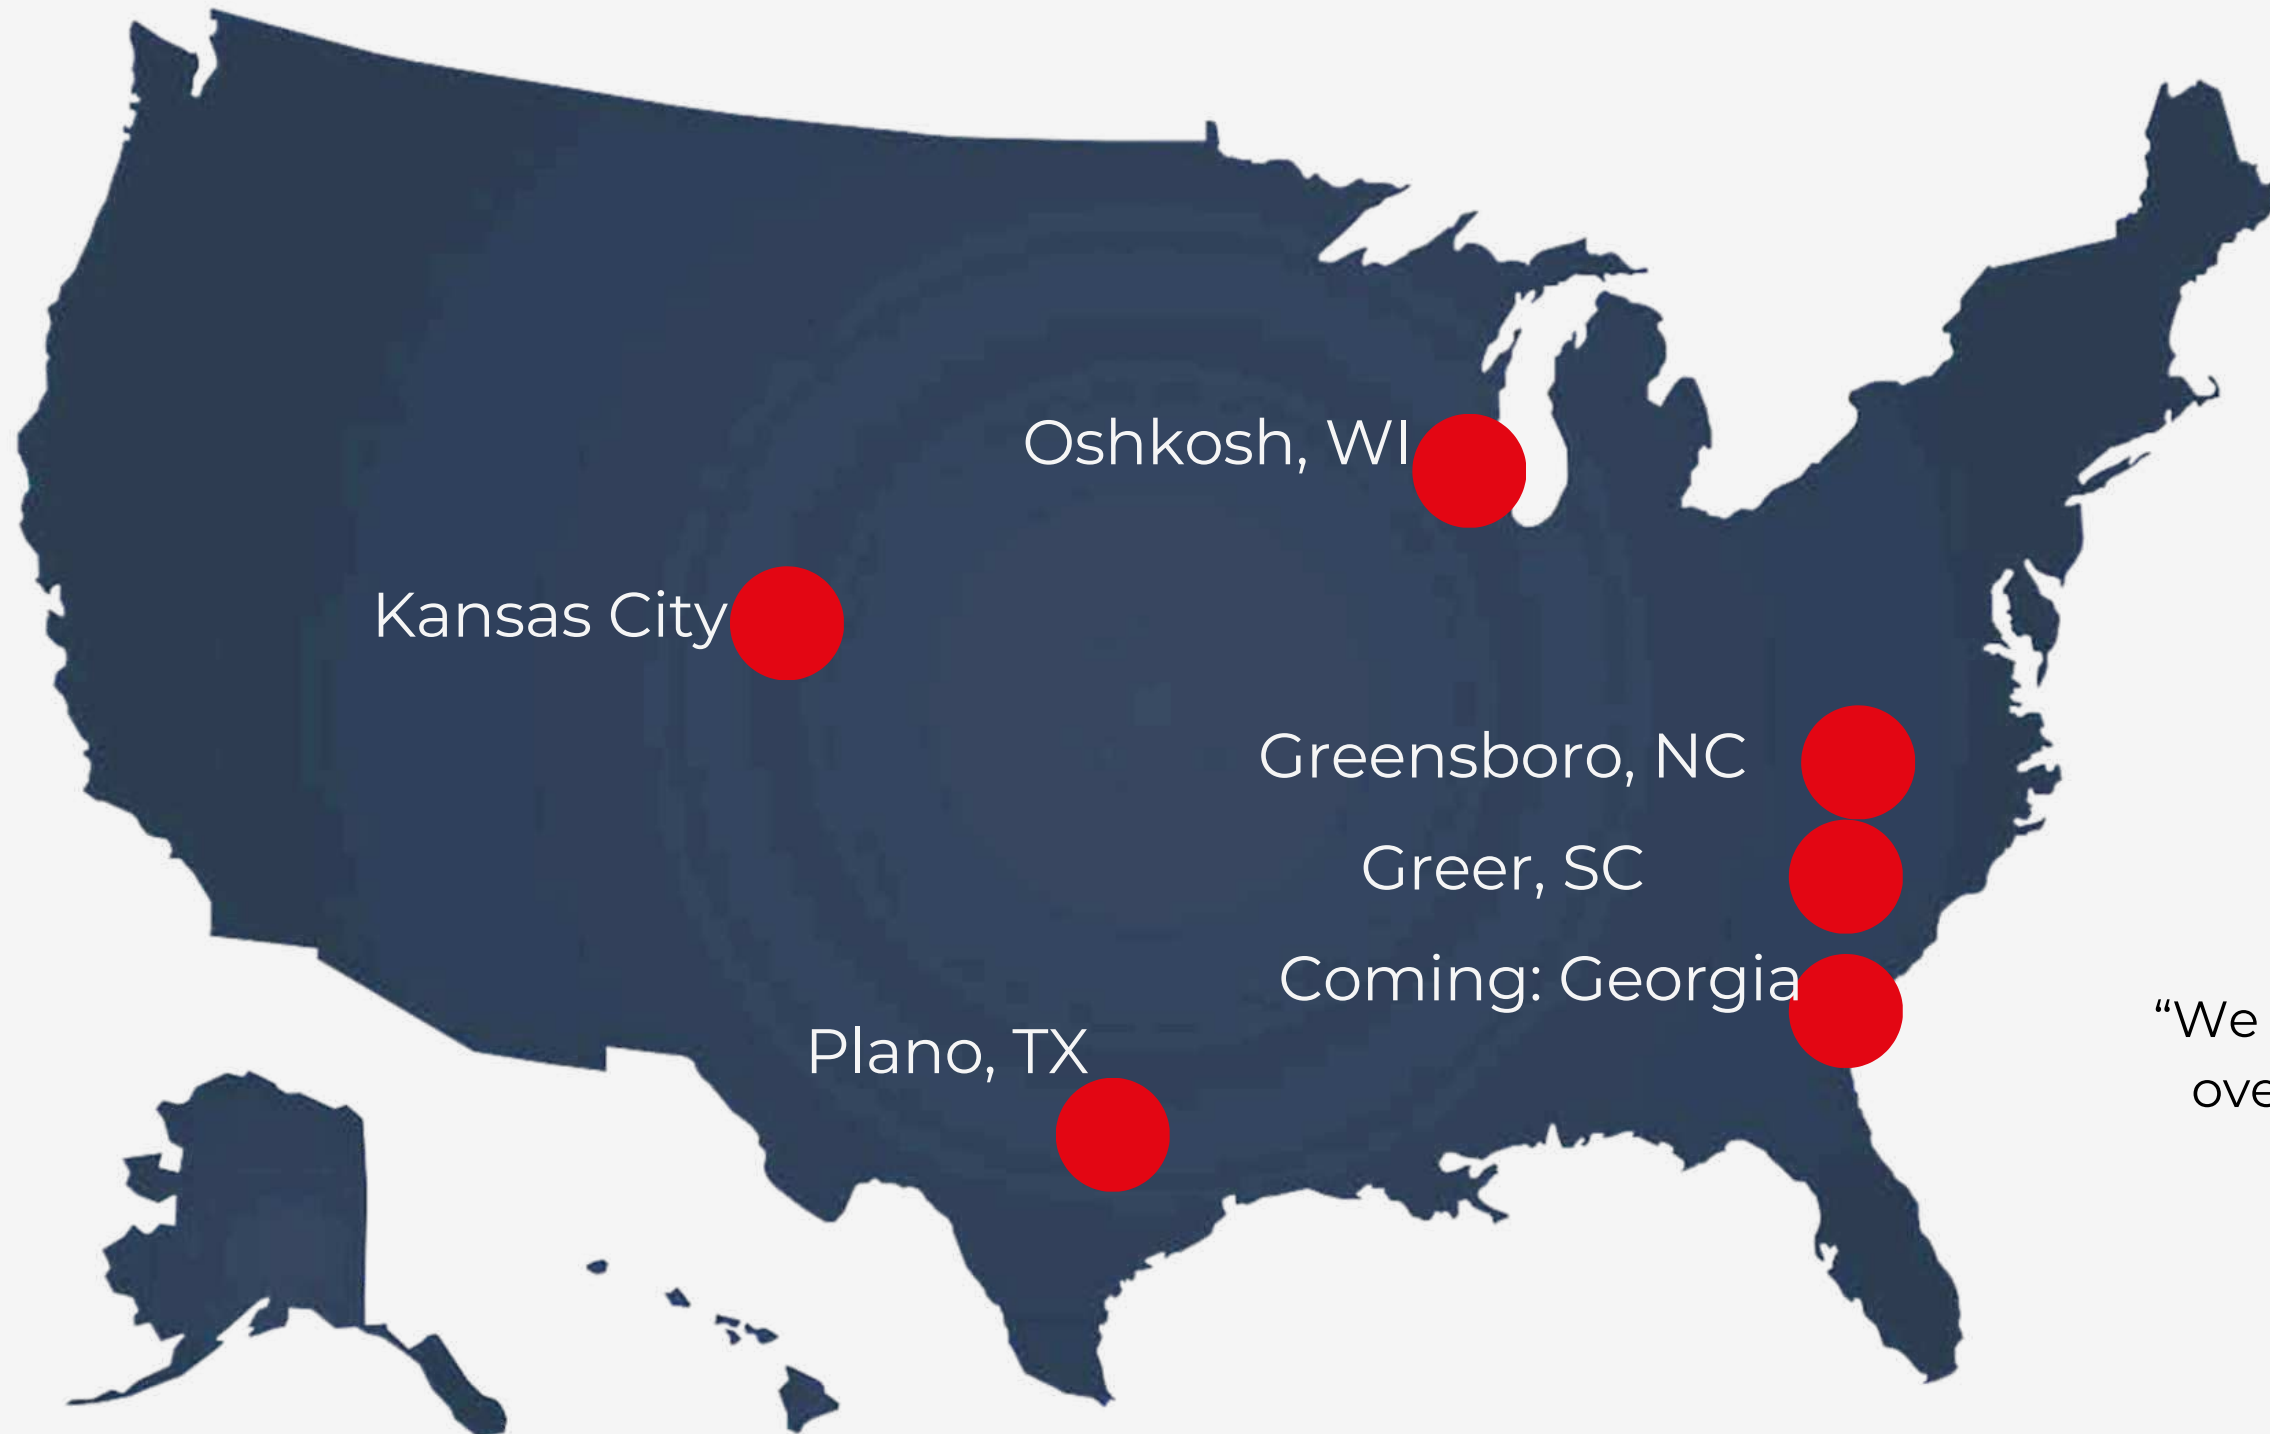 Oshkosh, WI
Kansas City
Greensboro, NC
Greer, SC
Coming: Georgia
Plano, TX
“We
ove